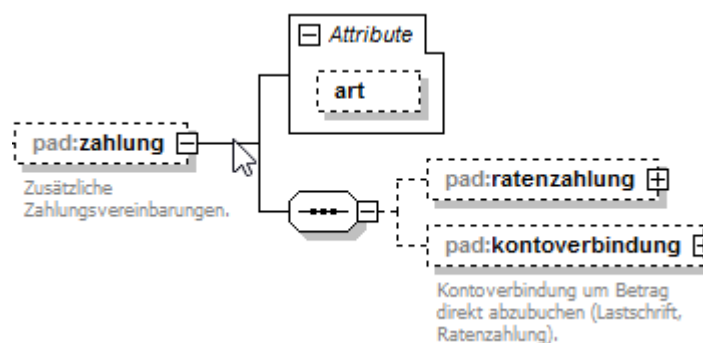 Attribute
art
pad:zahlung
Zusätzliche
Zahlungsvereinbarungen.
pad:ratenzahlung
pad:kontoverbindung
Kontoverbindung um Betrag
direkt abzubuchen (Lastschrift,
Ratenzahlung).